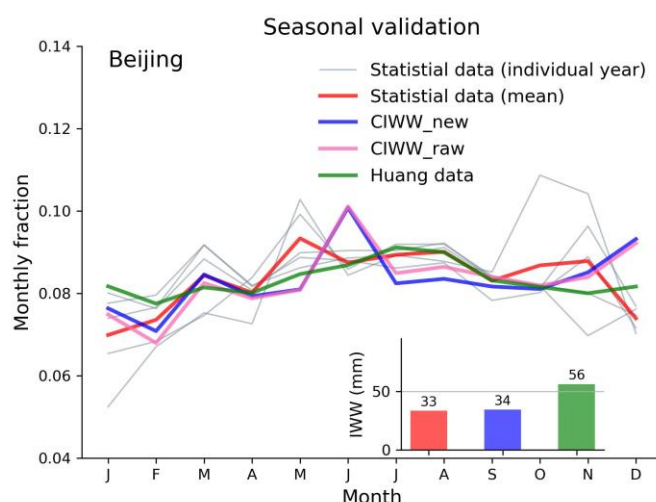 Seasonal validation
Beijing
Statistial data (individual year)
Statistial data (mean)
CIWW_new
CIWW_raw
Huang data
Monthly fraction
0.14
0.12
0.10
0.08
0.06
0.04
IWW (mm)
50
0
33
34
56
J F M A M J J A S O N D
Month